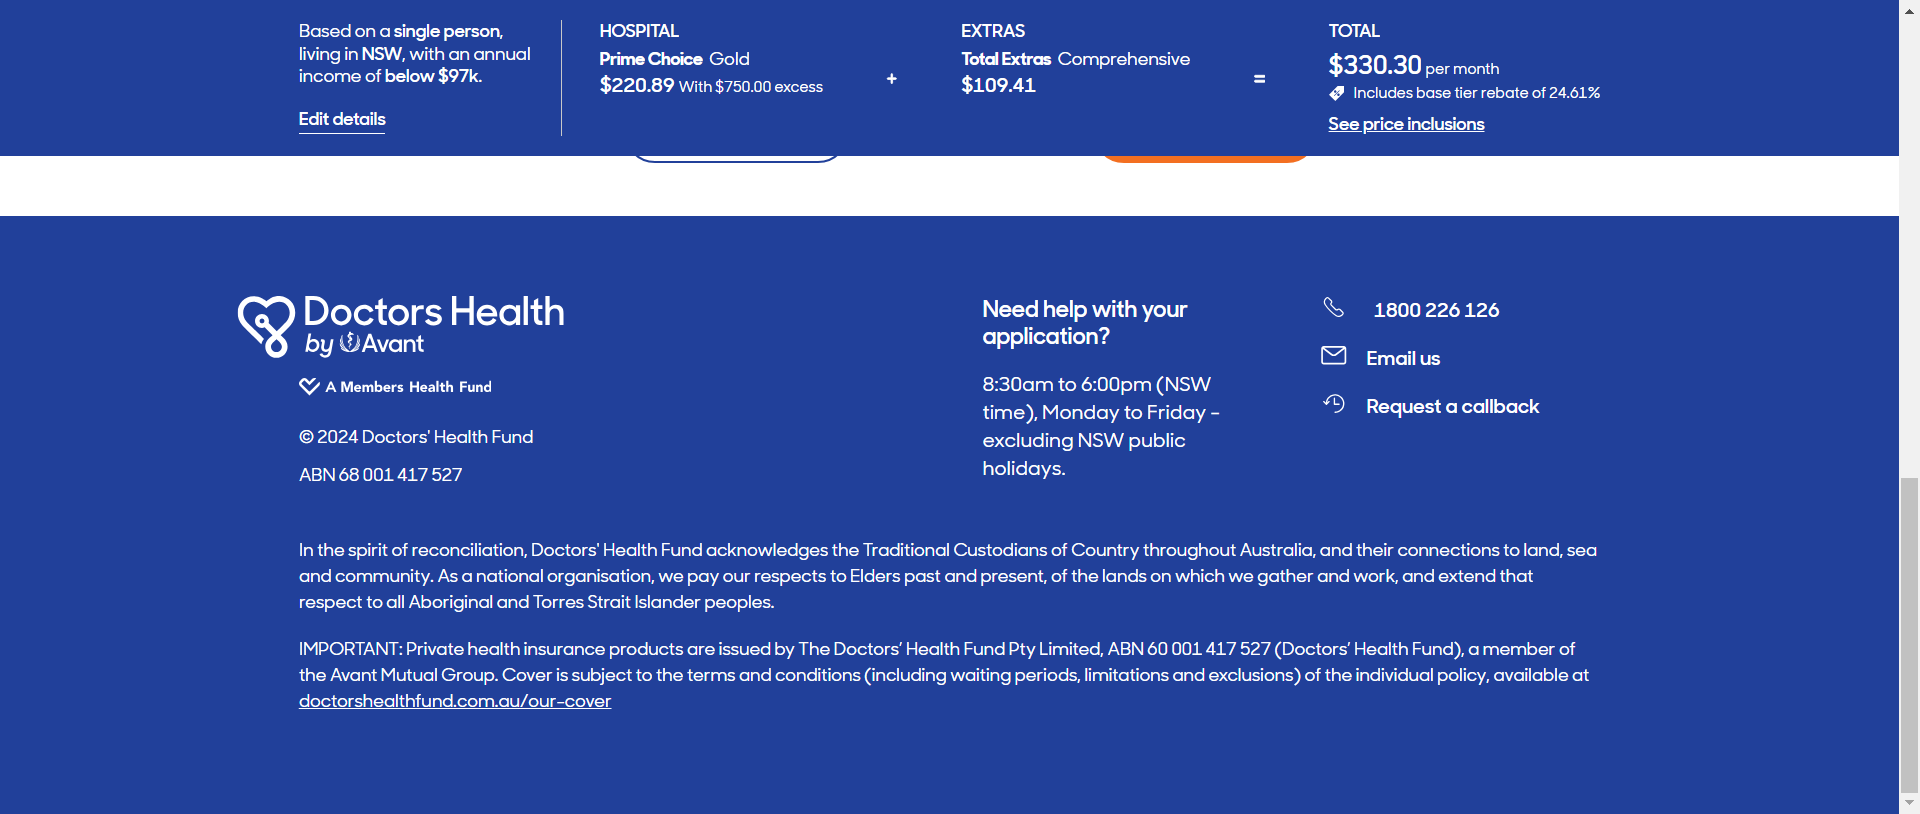 Based on a single person,
living in NSW, with an annual
income of below $97k.
Edit details
HOSPITAL
Prime Choice Gold
$220.89 With $750.00 excess
+
EXTRAS
Total Extras Comprehensive
$109.41
=
TOTAL
$330.30 per month
Includes base tier rebate of 24.61%
See price inclusions
Doctors Health
by Avant
A Members Health Fund
© 2024 Doctors' Health Fund
ABN 68 001 417 527
Need help with your
application?
8:30am to 6:00pm (NSW
time), Monday to Friday -
excluding NSW public
holidays.
1800 226 126
Email us
Request a callback
In the spirit of reconciliation, Doctors' Health Fund acknowledges the Traditional Custodians of Country throughout Australia, and their connections to land, sea
and community. As a national organisation, we pay our respects to Elders past and present, of the lands on which we gather and work, and extend that
respect to all Aboriginal and Torres Strait Islander peoples.
IMPORTANT: Private health insurance products are issued by The Doctors’ Health Fund Pty Limited, ABN 60 001 417 527 (Doctors’ Health Fund), a member of
the Avant Mutual Group. Cover is subject to the terms and conditions (including waiting periods, limitations and exclusions) of the individual policy, available at
doctorshealthfund.com.au/our-cover